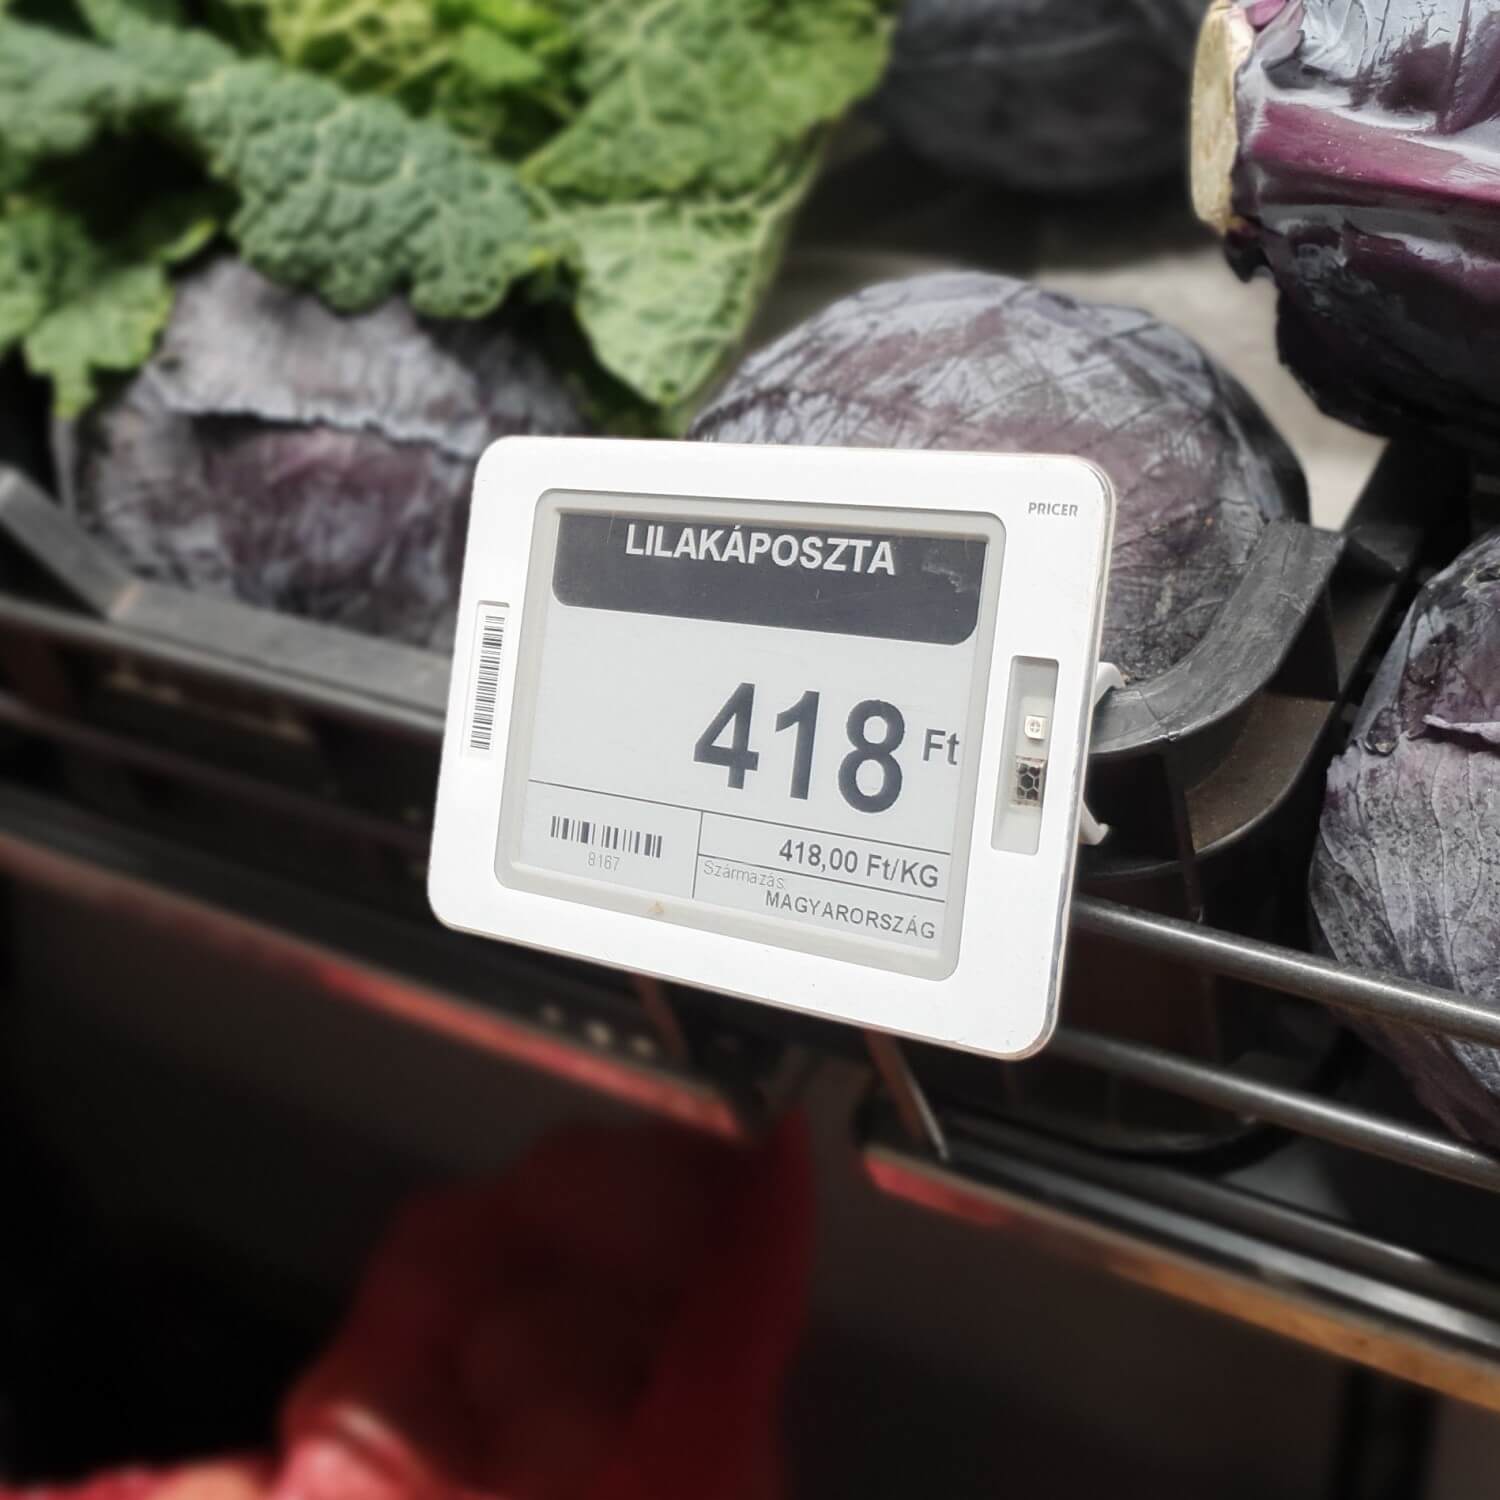 PRICER
LILAKÁPOSZTA
418 Ft
418,00 Ft/KG
8167
Származás:
MAGYARORSZÁG